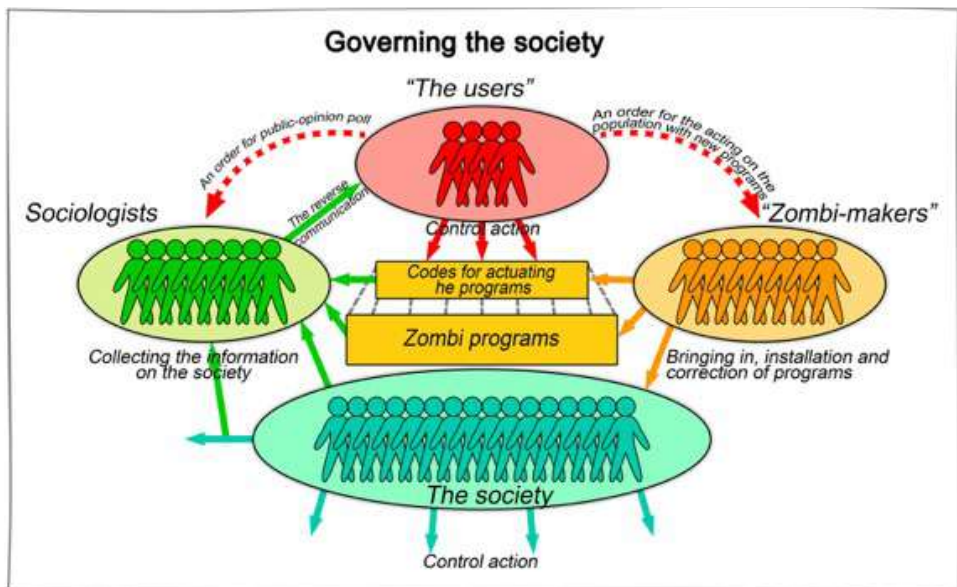 Governing the society
“The users”
An order for public-opinion poll
An order for the acting on the
population with new programs
The reverse
communication
Sociologists
“Zombi-makers”
Control action
Codes for actuating
he programs
Zombi programs
Collecting the information
on the society
Bringing in, installation and
correction of programs
The society
Control action